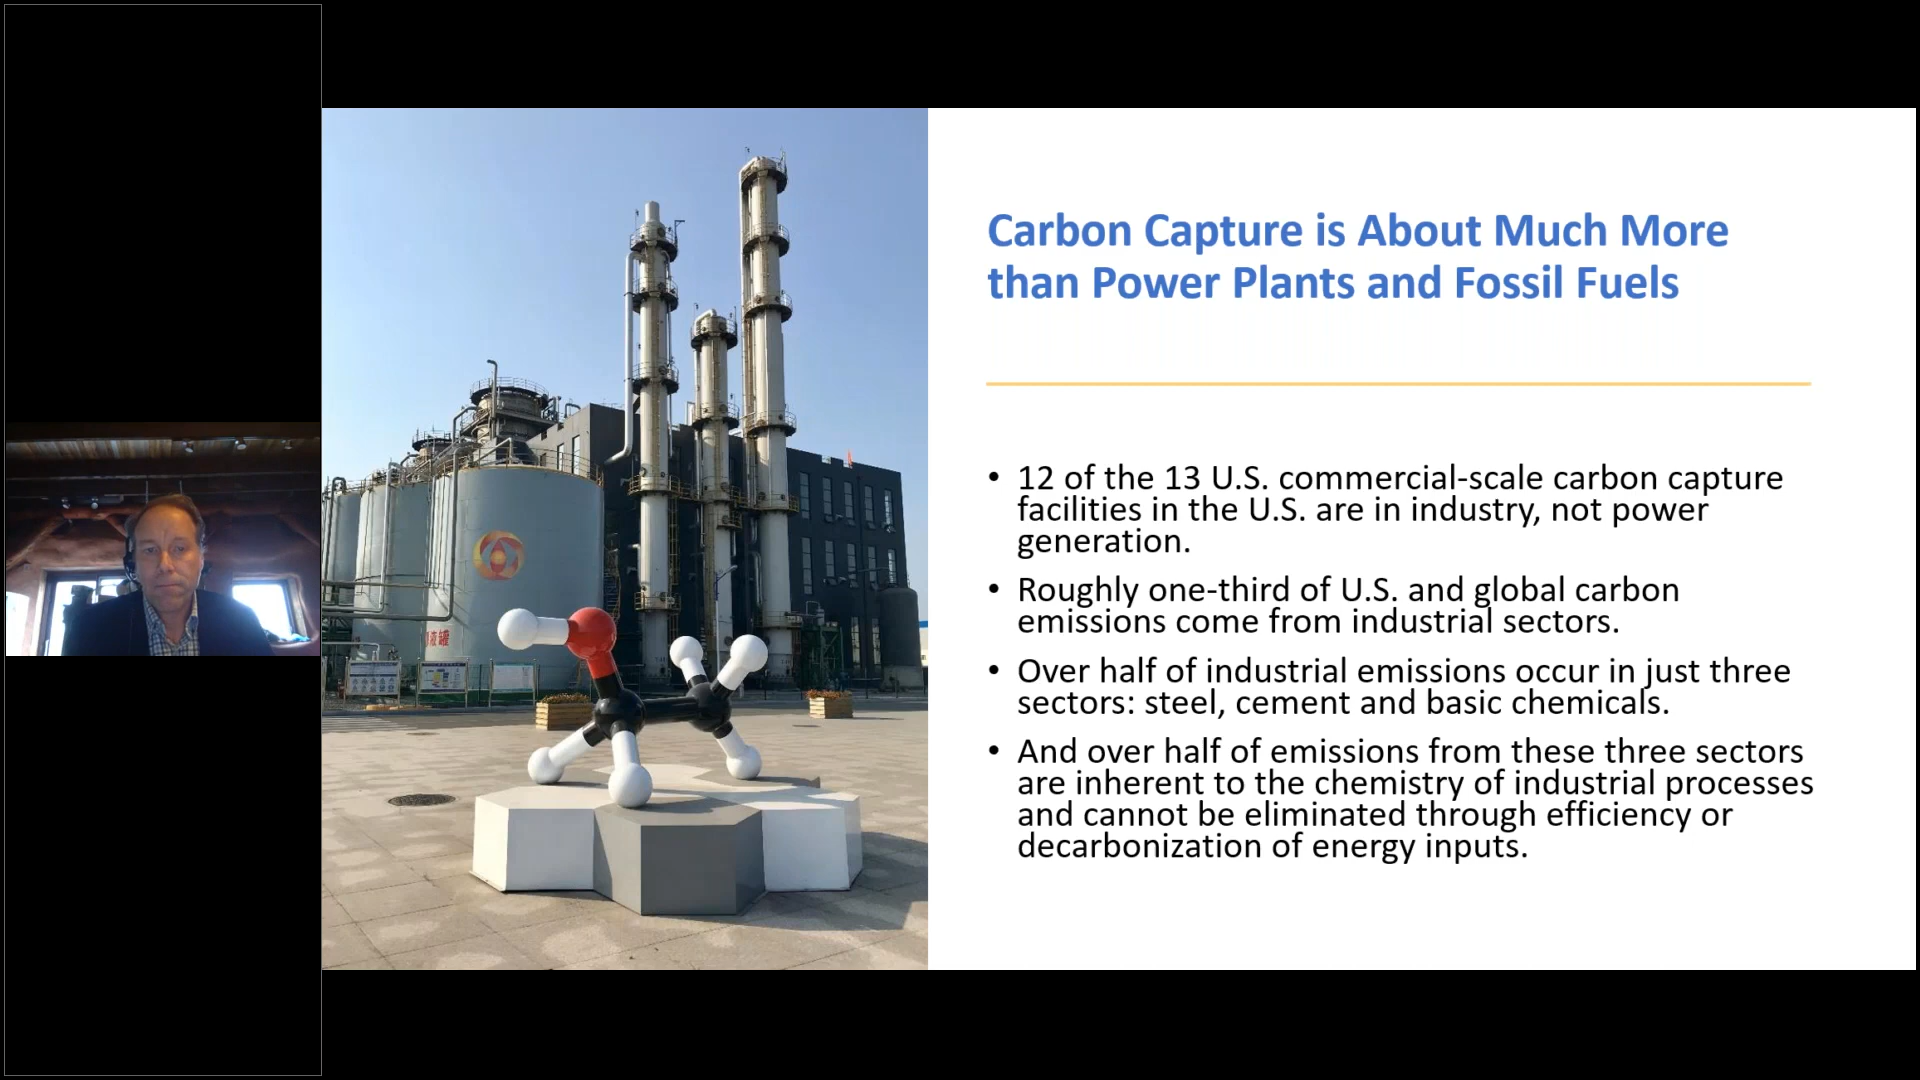 Carbon Capture is About Much More
than Power Plants and Fossil Fuels
• 12 of the 13 U.S. commercial-scale carbon capture
facilities in the U.S. are in industry, not power
generation.
• Roughly one-third of U.S. and global carbon
emissions come from industrial sectors.
• Over half of industrial emissions occur in just three
sectors: steel, cement and basic chemicals.
• And over half of emissions from these three sectors
are inherent to the chemistry of industrial processes
and cannot be eliminated through efficiency or
decarbonization of energy inputs.
液罐